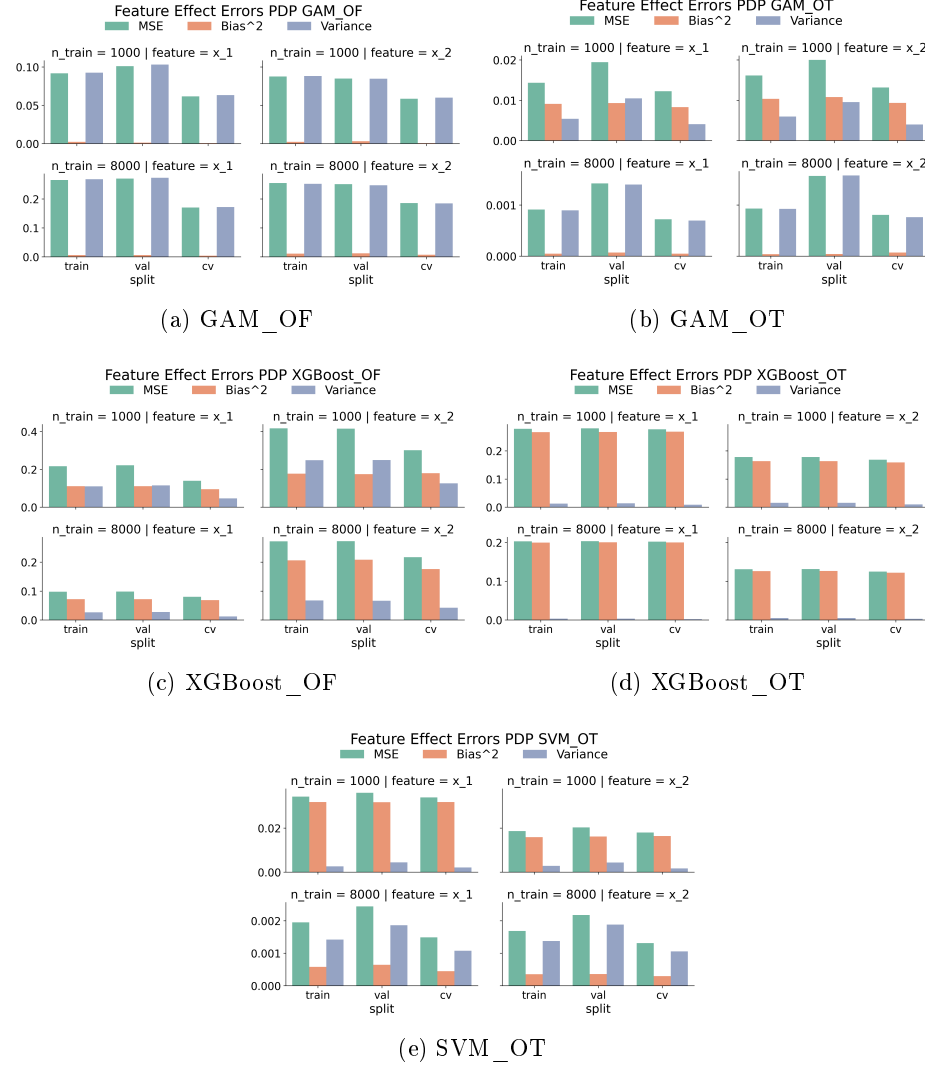 Feature Effect Errors PDP GAM_OF
MSE Bias^2 Variance
n_train = 1000 | feature = x_1 n_train = 1000 | feature = x_2
0.10
0.05
0.00
n_train = 8000 | feature = x_1 n_train = 8000 | feature = x_2
0.2
0.1
0.0
train val cv train val cv
split split
(a) GAM_OF
Feature Effect Errors PDP GAM_OT
MSE Bias^2 Variance
n_train = 1000 | feature = x_1 n_train = 1000 | feature = x_2
0.02
0.01
0.00
n_train = 8000 | feature = x_1 n_train = 8000 | feature = x_2
0.001
0.000
train val cv train val cv
split split
(b) GAM_OT
Feature Effect Errors PDP XGBoost_OF
MSE Bias^2 Variance
n_train = 1000 | feature = x_1 n_train = 1000 | feature = x_2
0.4
0.2
0.0
n_train = 8000 | feature = x_1 n_train = 8000 | feature = x_2
0.2
0.1
0.0
train val cv train val cv
split split
(c) XGBoost_OF
Feature Effect Errors PDP XGBoost_OT
MSE Bias^2 Variance
n_train = 1000 | feature = x_1 n_train = 1000 | feature = x_2
0.2
0.1
0.0
n_train = 8000 | feature = x_1 n_train = 8000 | feature = x_2
0.2
0.1
0.0
train val cv train val cv
split split
(d) XGBoost_OT
Feature Effect Errors PDP SVM_OT
MSE Bias^2 Variance
n_train = 1000 | feature = x_1 n_train = 1000 | feature = x_2
0.02
0.00
n_train = 8000 | feature = x_1 n_train = 8000 | feature = x_2
0.002
0.001
0.000
train val cv train val cv
split split
(e) SVM_OT